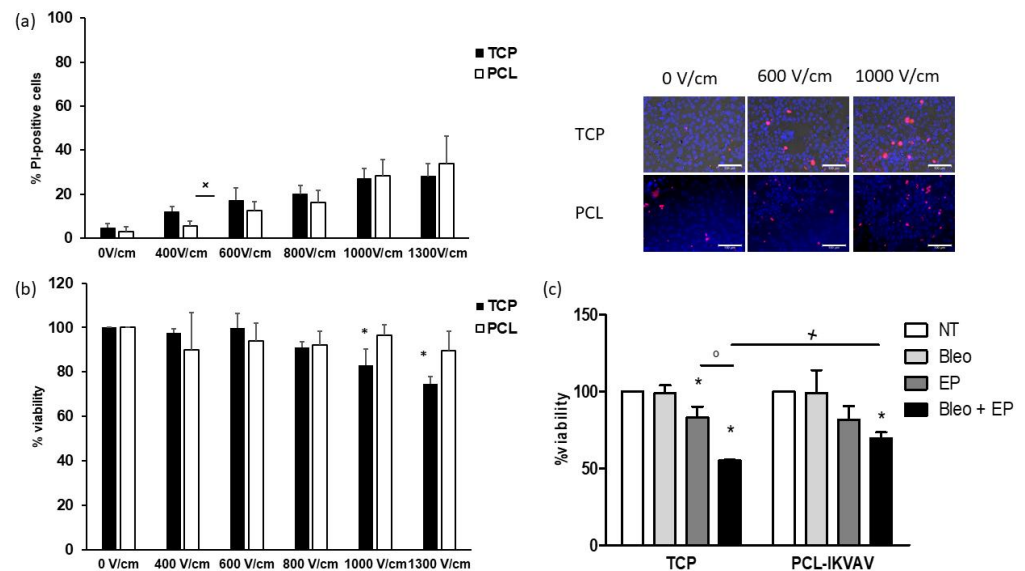 (a)
100
80
60
40
20
0
% PI-positive cells
×
TCP
PCL
0V/cm 400V/cm 600V/cm 800V/cm 1000V/cm 1300V/cm
0 V/cm 600 V/cm 1000 V/cm
TCP
PCL
(b)
120
100
80
60
40
20
0
% viability
*
*
TCP
PCL
0 V/cm 400 V/cm 600 V/cm 800 V/cm 1000 V/cm 1300 V/cm
(c)
150
100
50
0
%viability
*
o
*
+
*
NT
Bleo
EP
Bleo + EP
TCP PCL-IKVAV